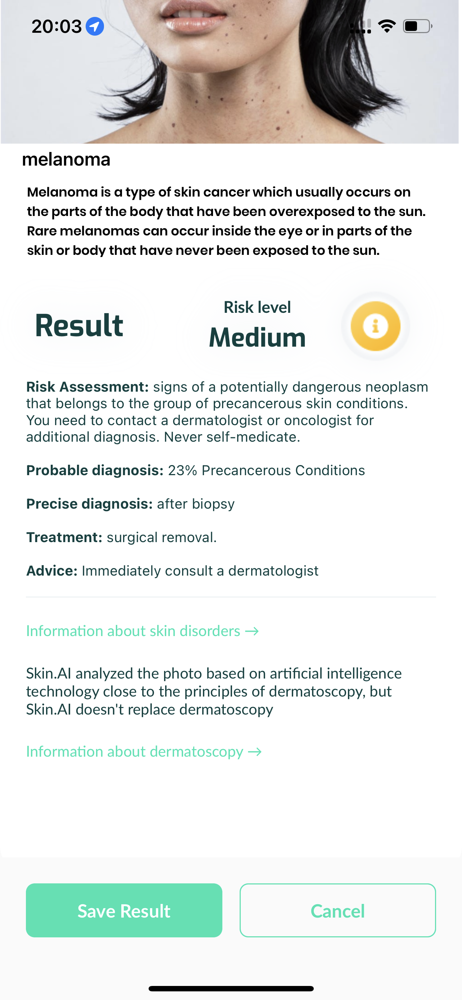 20:03
melanoma
Melanoma is a type of skin cancer which usually occurs on
the parts of the body that have been overexposed to the sun.
Rare melanomas can occur inside the eye or in parts of the
skin or body that have never been exposed to the sun.
Result
Risk level
Medium
Risk Assessment: signs of a potentially dangerous neoplasm
that belongs to the group of precancerous skin conditions.
You need to contact a dermatologist or oncologist for
additional diagnosis. Never self-medicate.
Probable diagnosis: 23% Precancerous Conditions
Precise diagnosis: after biopsy
Treatment: surgical removal.
Advice: Immediately consult a dermatologist
Information about skin disorders →
Skin.AI analyzed the photo based on artificial intelligence
technology close to the principles of dermatoscopy, but
Skin.AI doesn't replace dermatoscopy
Information about dermatoscopy →
Save Result
Cancel